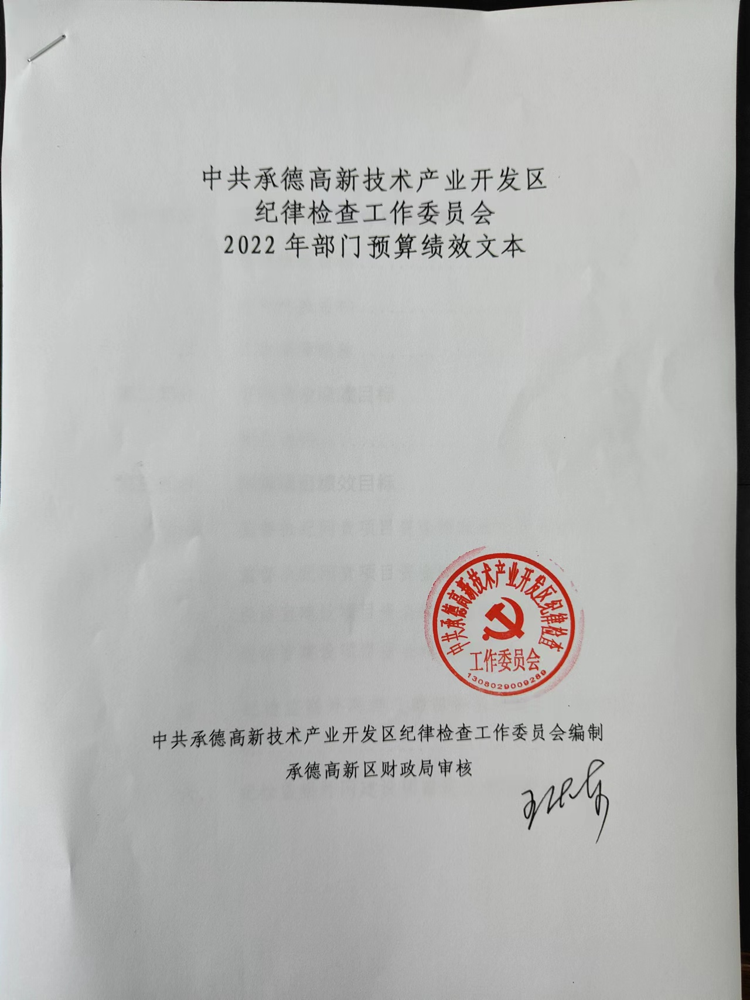 中共承德高新技术产业开发区
纪律检查工作委员会
2022年部门预算绩效文本
中共承德高新技术产业开发区纪律检查
工作委员会
13080290092​89
中共承德高新技术产业开发区纪律检查工作委员会编制
承德高新区财政局审核